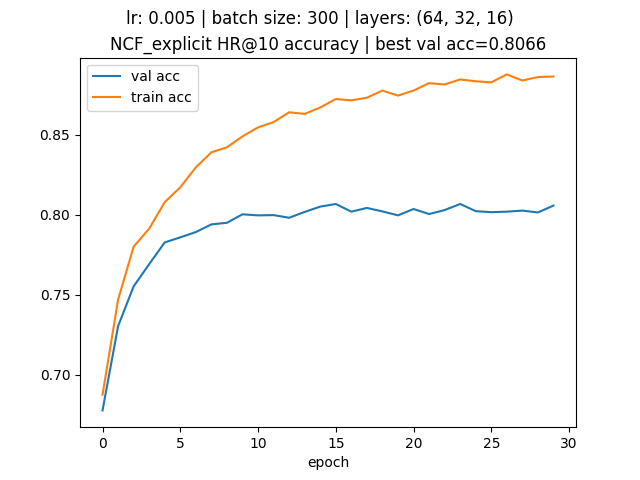 lr: 0.005 | batch size: 300 | layers: (64, 32, 16)
NCF_explicit HR@10 accuracy | best val acc=0.8066
val acc
train acc
0.85
0.80
0.75
0.70
0 5 10 15 20 25 30
epoch